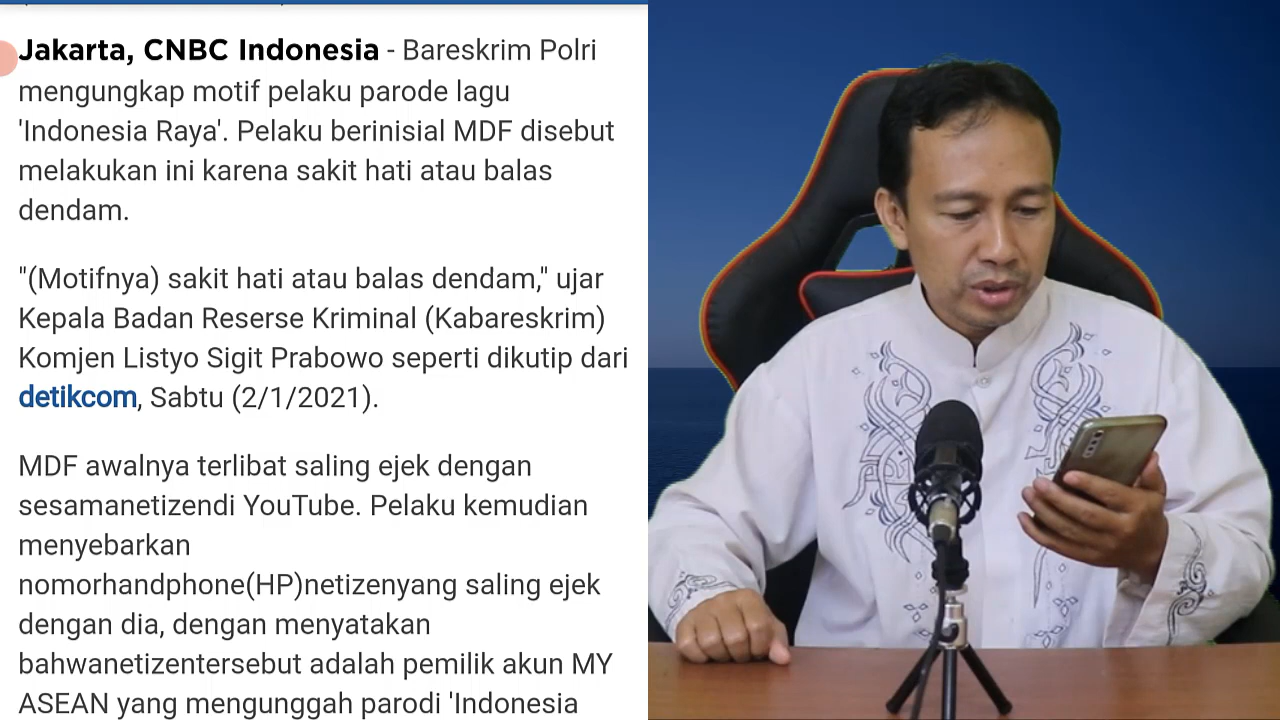 Jakarta, CNBC Indonesia - Bareskrim Polri
mengungkap motif pelaku parode lagu
'Indonesia Raya'. Pelaku berinisial MDF disebut
melakukan ini karena sakit hati atau balas
dendam.
"(Motifnya) sakit hati atau balas dendam," ujar
Kepala Badan Reserse Kriminal (Kabareskrim)
Komjen Listyo Sigit Prabowo seperti dikutip dari
detikcom, Sabtu (2/1/2021).
MDF awalnya terlibat saling ejek dengan
sesamanetizendi YouTube. Pelaku kemudian
menyebarkan
nomorhandphone(HP)netizenyang saling ejek
dengan dia, dengan menyatakan
bahwanetizentersebut adalah pemilik akun MY
ASEAN yang mengunggah parodi 'Indonesia